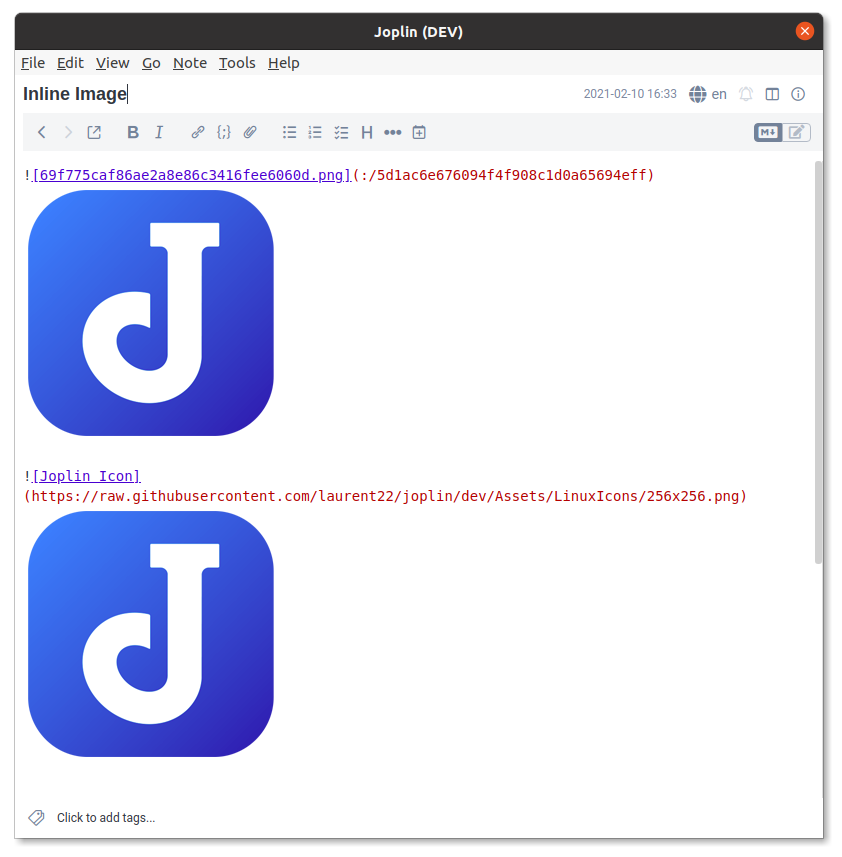 Joplin (DEV)
File Edit View Go Note Tools Help
Inline Image 2021-02-10 16:33 en
B I {;} H M↓
![69f775caf86ae2a8e86c3416fee6060d.png](:/5d1ac6e676094f4f908c1d0a65694eff)
J
![Joplin Icon]
(https://raw.githubusercontent.com/laurent22/joplin/dev/Assets/LinuxIcons/256x256.png)
J
Click to add tags...